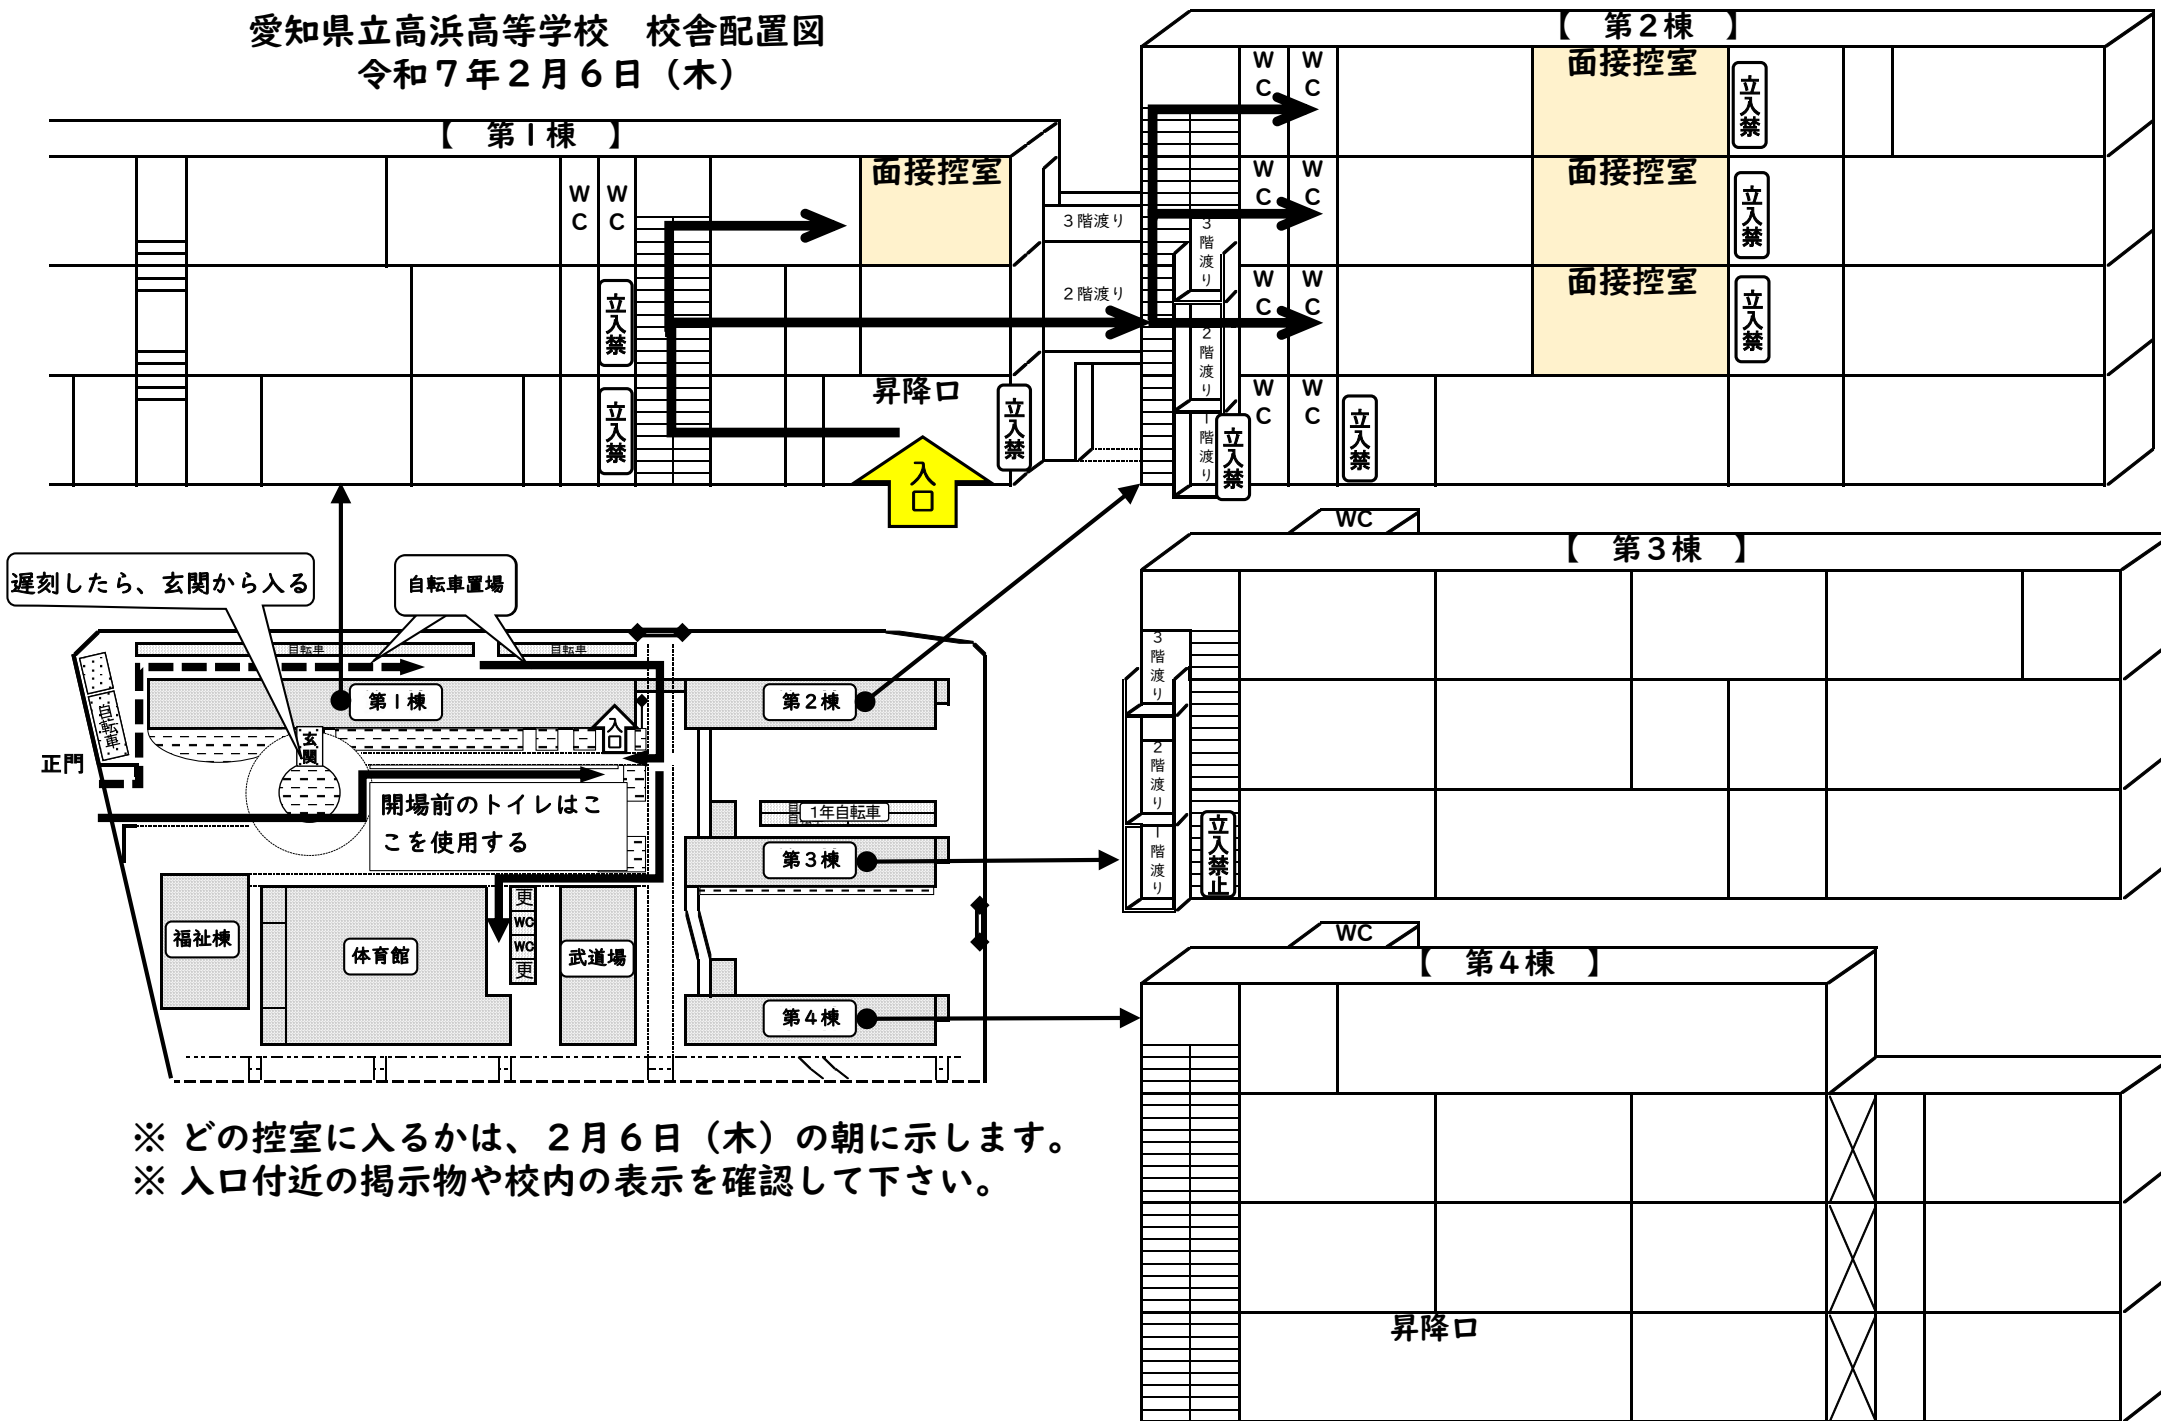 愛知県立高浜高等学校　校舎配置図
令和７年２月６日（木）
【　第１棟　】
面接控室
W C
W C
立入禁
立入禁
昇降口
立入禁
入口
３階渡り
２階渡り
【　第２棟　】
W C
W C
面接控室
立入禁
W C
W C
面接控室
立入禁
３階渡り
W C
W C
面接控室
立入禁
２階渡り
W C
W C
１階渡り
立入禁
立入禁
遅刻したら、玄関から入る
自転車置場
自転車
自転車
自転車
第１棟
第２棟
入口
玄関
正門
開場前のトイレはこ
こを使用する
1年自転車
第３棟
更
WC
WC
更
福祉棟
体育館
武道場
第４棟
WC
【　第３棟　】
３階渡り
２階渡り
１階渡り
立入禁止
WC
【　第４棟　】
昇降口
※ どの控室に入るかは、２月６日（木）の朝に示します。
※ 入口付近の掲示物や校内の表示を確認して下さい。